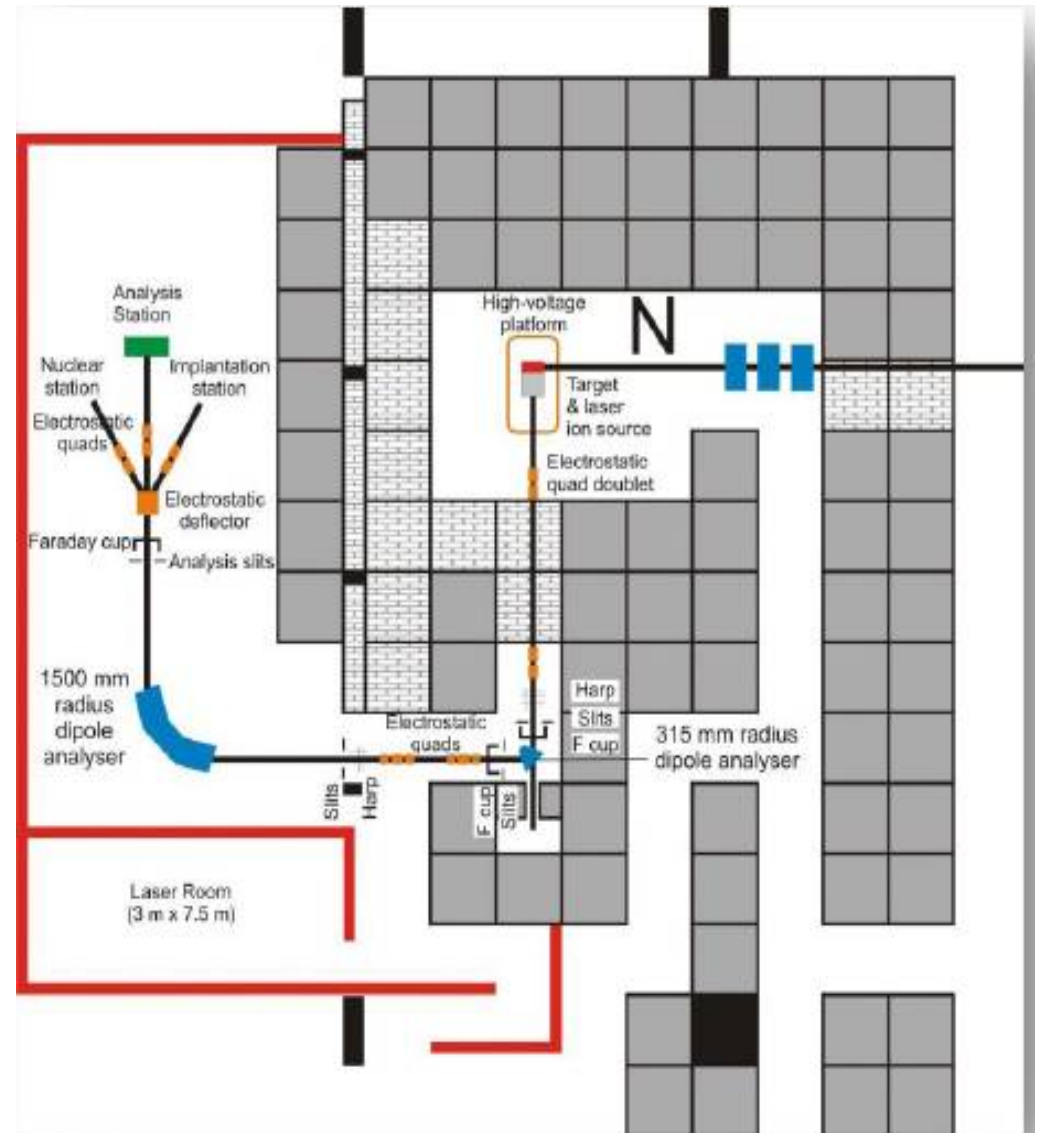 High-voltage
platform
N
Target
& laser
ion source
Electrostatic
quad doublet
Analysis
Station
Nuclear
station
Implantation
station
Electrostatic
quads
Electrostatic
deflector
Faraday cup
Analysis slits
1500 mm
radius
dipole
analyser
Electrostatic
quads
Harp
Slits
F cup
315 mm radius
dipole analyser
Slits
Harp
F cup
Slits
Laser Room
(3 m x 7.5 m)